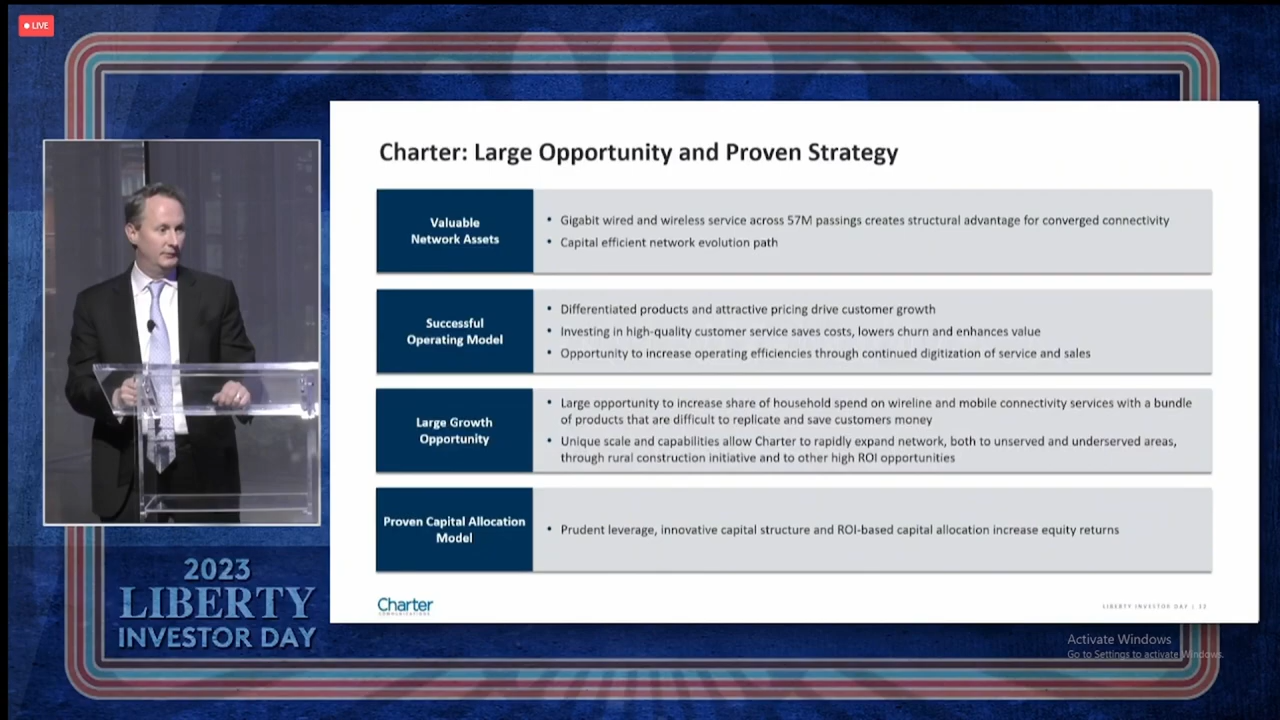 LIVE
Charter: Large Opportunity and Proven Strategy
Valuable
Network Assets
• Gigabit wired and wireless service across 57M passings creates structural advantage for converged connectivity
• Capital efficient network evolution path
Successful
Operating Model
• Differentiated products and attractive pricing drive customer growth
• Investing in high-quality customer service saves costs, lowers churn and enhances value
• Opportunity to increase operating efficiencies through continued digitization of service and sales
Large Growth
Opportunity
• Large opportunity to increase share of household spend on wireline and mobile connectivity services with a bundle
of products that are difficult to replicate and save customers money
• Unique scale and capabilities allow Charter to rapidly expand network, both to unserved and underserved areas,
through rural construction initiative and to other high ROI opportunities
Proven Capital Allocation
Model
• Prudent leverage, innovative capital structure and ROI-based capital allocation increase equity returns
Charter
COMMUNICATIONS
LIBERTY INVESTOR DAY | 12
2023
LIBERTY
INVESTOR DAY
Activate Windows
Go to Settings to activate Windows.